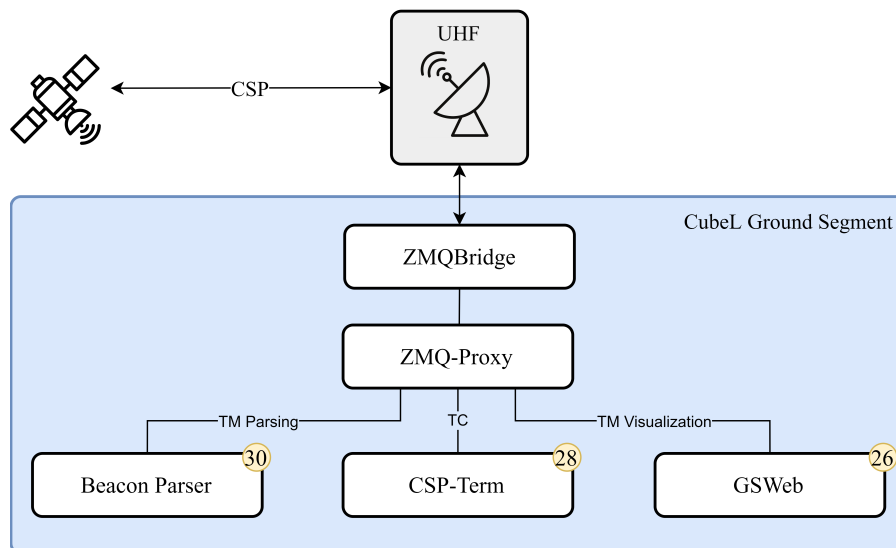 UHF
CSP
CubeL Ground Segment
ZMQBridge
ZMQ-Proxy
TM Parsing
TC
TM Visualization
30
28
26
Beacon Parser
CSP-Term
GSWeb